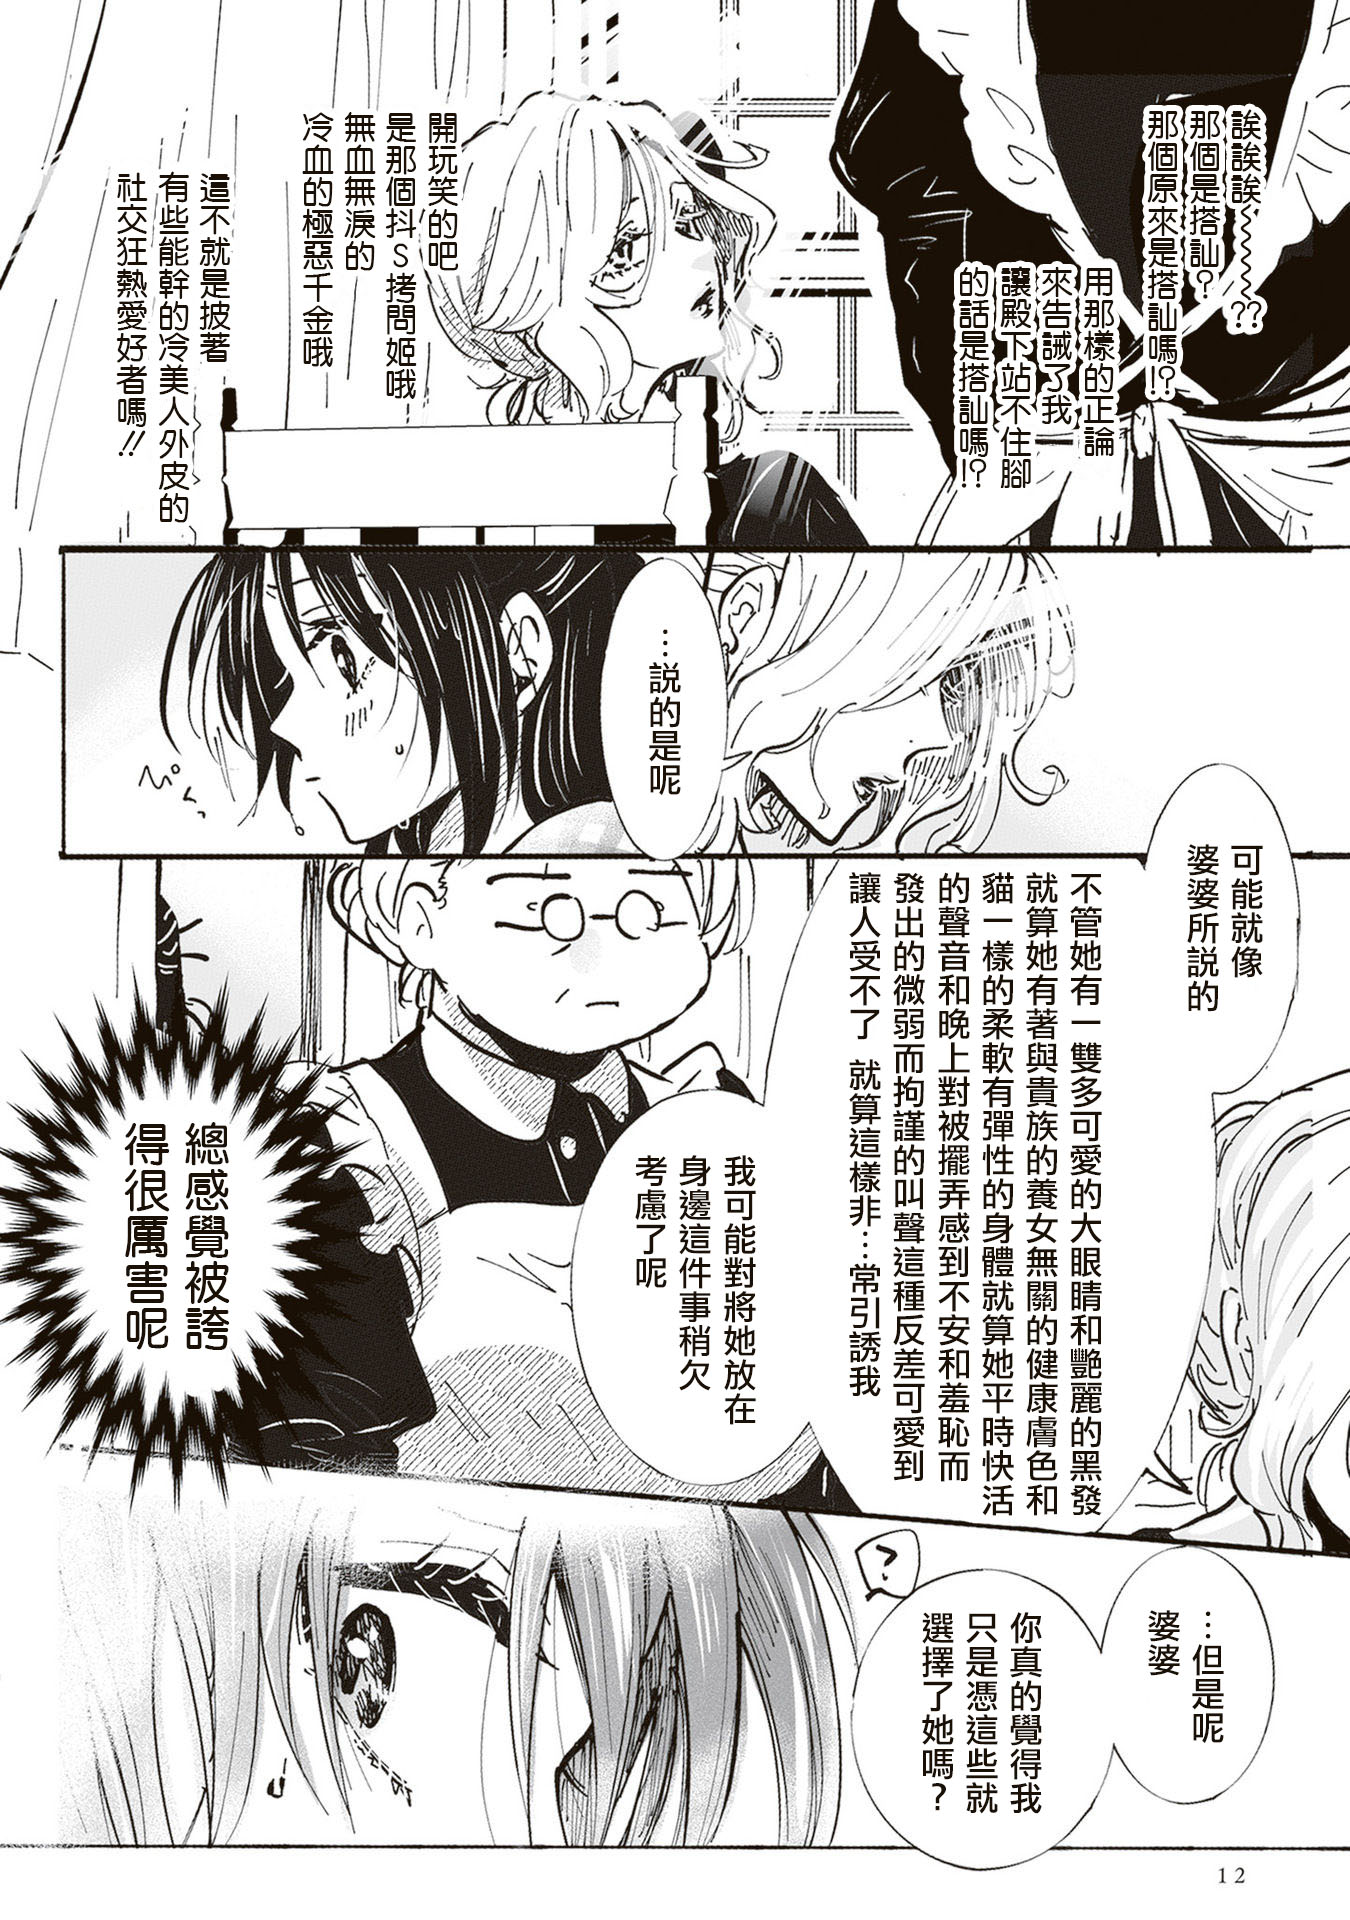 誒誒誒~~~~~??
那個是搭訕?
那個原來是搭訕嗎!?
用那樣的正論
來告誡了我
讓殿下站不住腳
的話是搭訕嗎!?
開玩笑的吧
是那個抖S拷問姬哦
無血無淚的
冷血的極惡千金哦
這不就是披著
有些能幹的冷美人外皮的
社交狂熱愛好者嗎!!
…説的是呢
可能就像
婆婆所説的
不管她有一雙多可愛的大眼睛和艷麗的黑發
就算她有著與貴族的養女無關的健康膚色和
貓一樣的柔軟有彈性的身體就算她平時快活
的聲音和晚上對被擺弄感到不安和羞恥而
發出的微弱而拘謹的叫聲這種反差可愛到
讓人受不了 就算這樣非…常引誘我
我可能對將她放在
身邊這件事稍欠
考慮了呢
總感覺被誇
得很厲害呢
…但是呢
婆婆
?
你真的覺得我
只是憑這些就
選擇了她嗎?
12